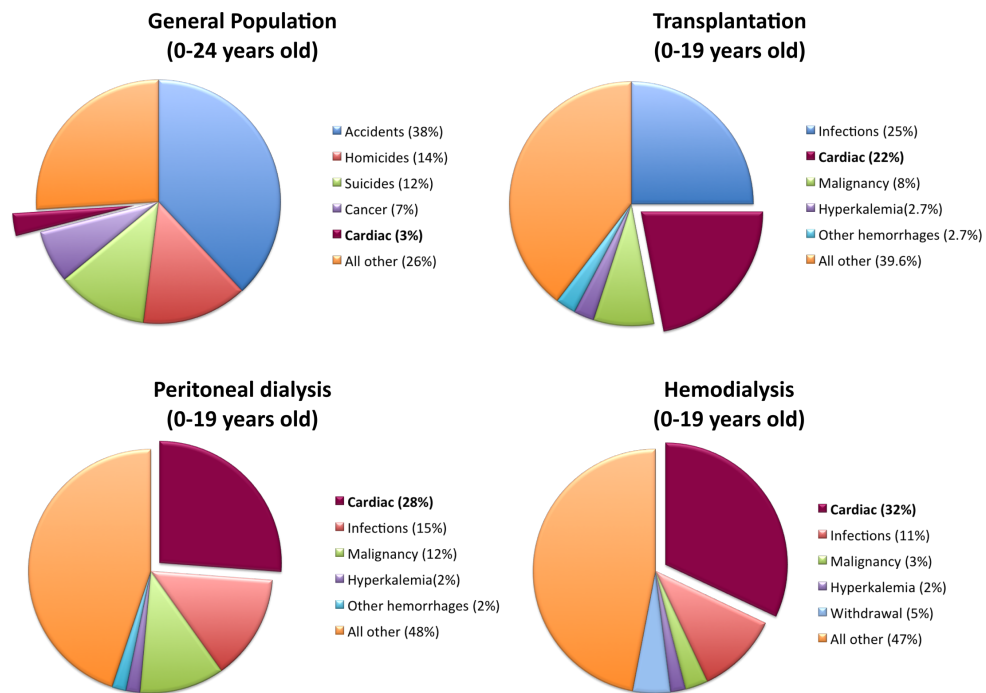 General Population
(0-24 years old)
Accidents (38%)
Homicides (14%)
Suicides (12%)
Cancer (7%)
Cardiac (3%)
All other (26%)
Transplantation
(0-19 years old)
Infections (25%)
Cardiac (22%)
Malignancy (8%)
Hyperkalemia(2.7%)
Other hemorrhages (2.7%)
All other (39.6%)
Peritoneal dialysis
(0-19 years old)
Cardiac (28%)
Infections (15%)
Malignancy (12%)
Hyperkalemia(2%)
Other hemorrhages (2%)
All other (48%)
Hemodialysis
(0-19 years old)
Cardiac (32%)
Infections (11%)
Malignancy (3%)
Hyperkalemia (2%)
Withdrawal (5%)
All other (47%)